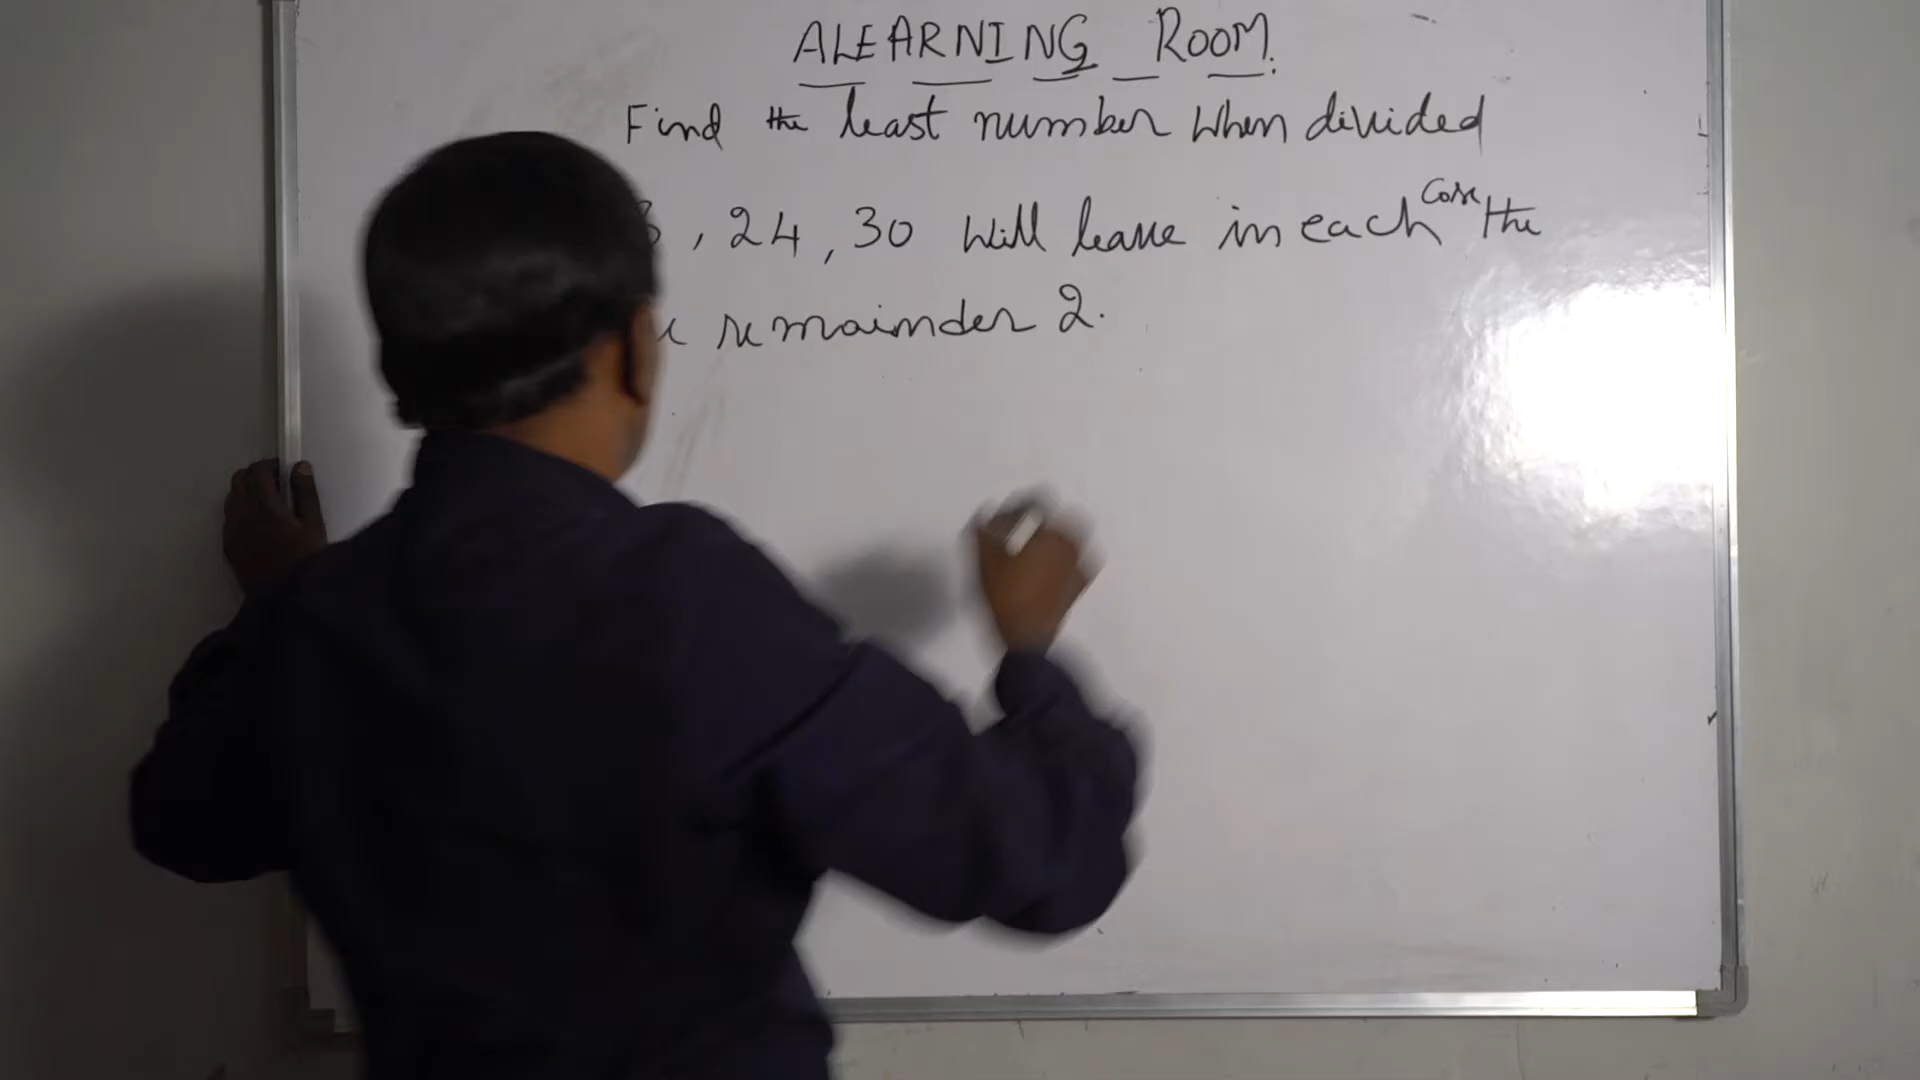 ALEARNING ROOM.
Find the least number when divided
, 24, 30 will leave in each case the
remainder 2.